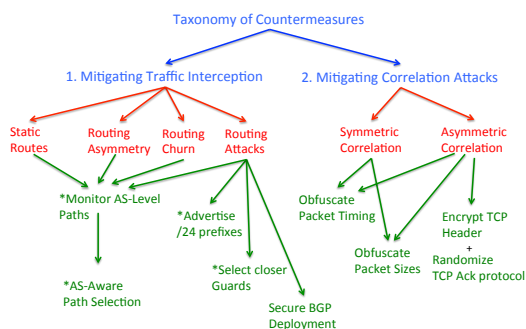 Taxonomy of Countermeasures
1. Mitigating Traffic Interception
2. Mitigating Correlation Attacks
Static
Routes
Routing
Asymmetry
Routing
Churn
Routing
Attacks
Symmetric
Correlation
Asymmetric
Correlation
*Monitor AS-Level
Paths
*Advertise
/24 prefixes
Obfuscate
Packet Timing
Encrypt TCP
Header
+
Randomize
TCP Ack protocol
Obfuscate
Packet Sizes
*Select closer
Guards
*AS-Aware
Path Selection
Secure BGP
Deployment